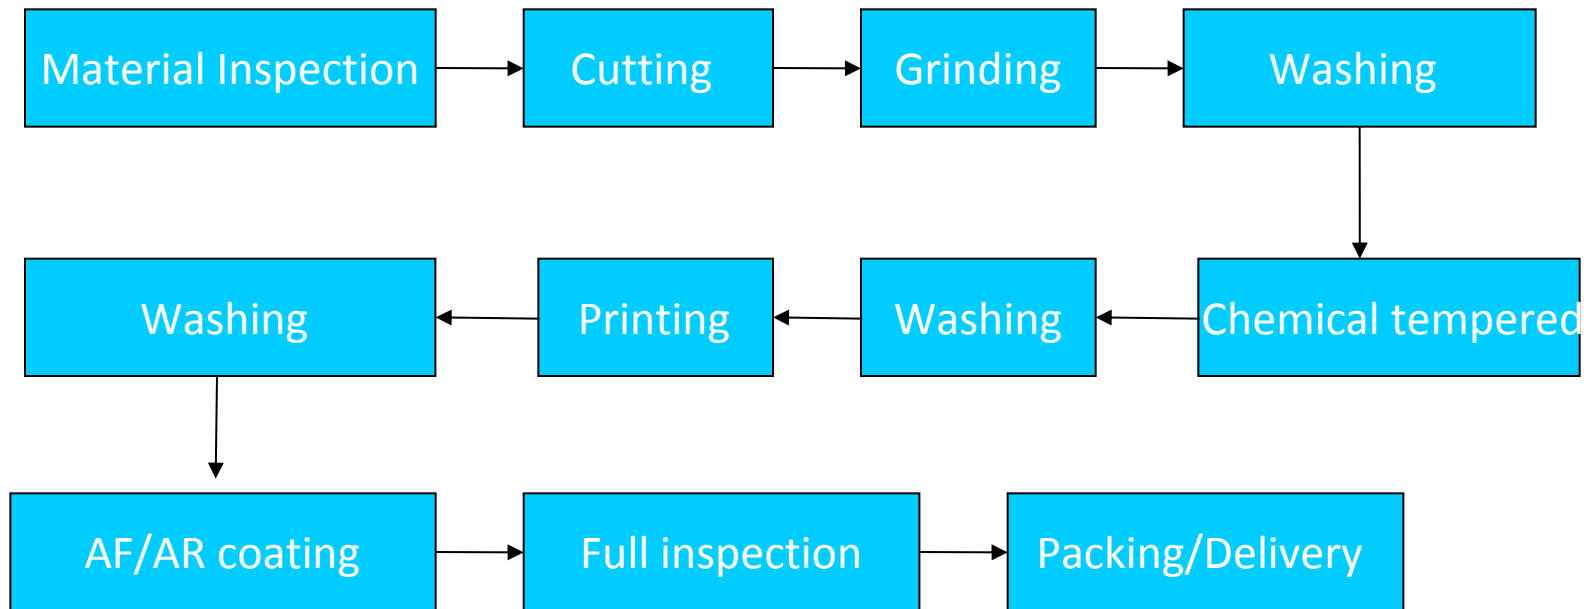 Material Inspection
Cutting
Grinding
Washing
Washing
Printing
Washing
Chemical tempered
AF/AR coating
Full inspection
Packing/Delivery